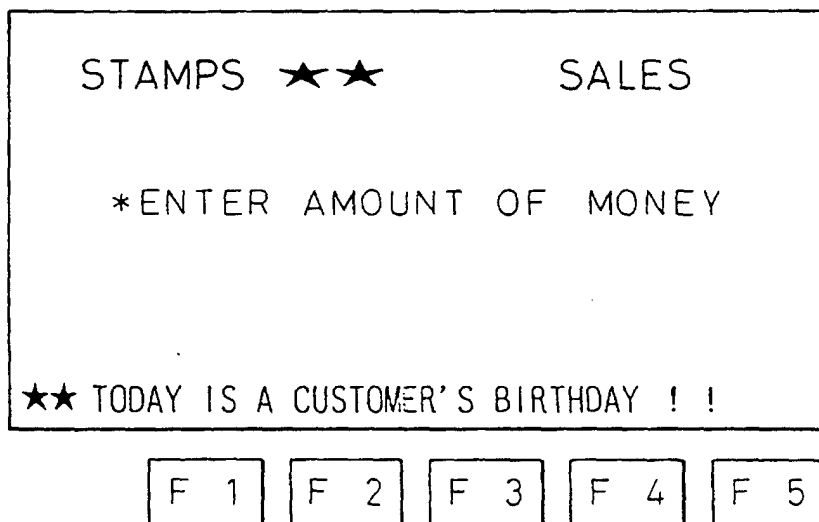 STAMPS ★★ SALES
*ENTER AMOUNT OF MONEY
★★ TODAY IS A CUSTOMER'S BIRTHDAY ! !
F 1 F 2 F 3 F 4 F 5